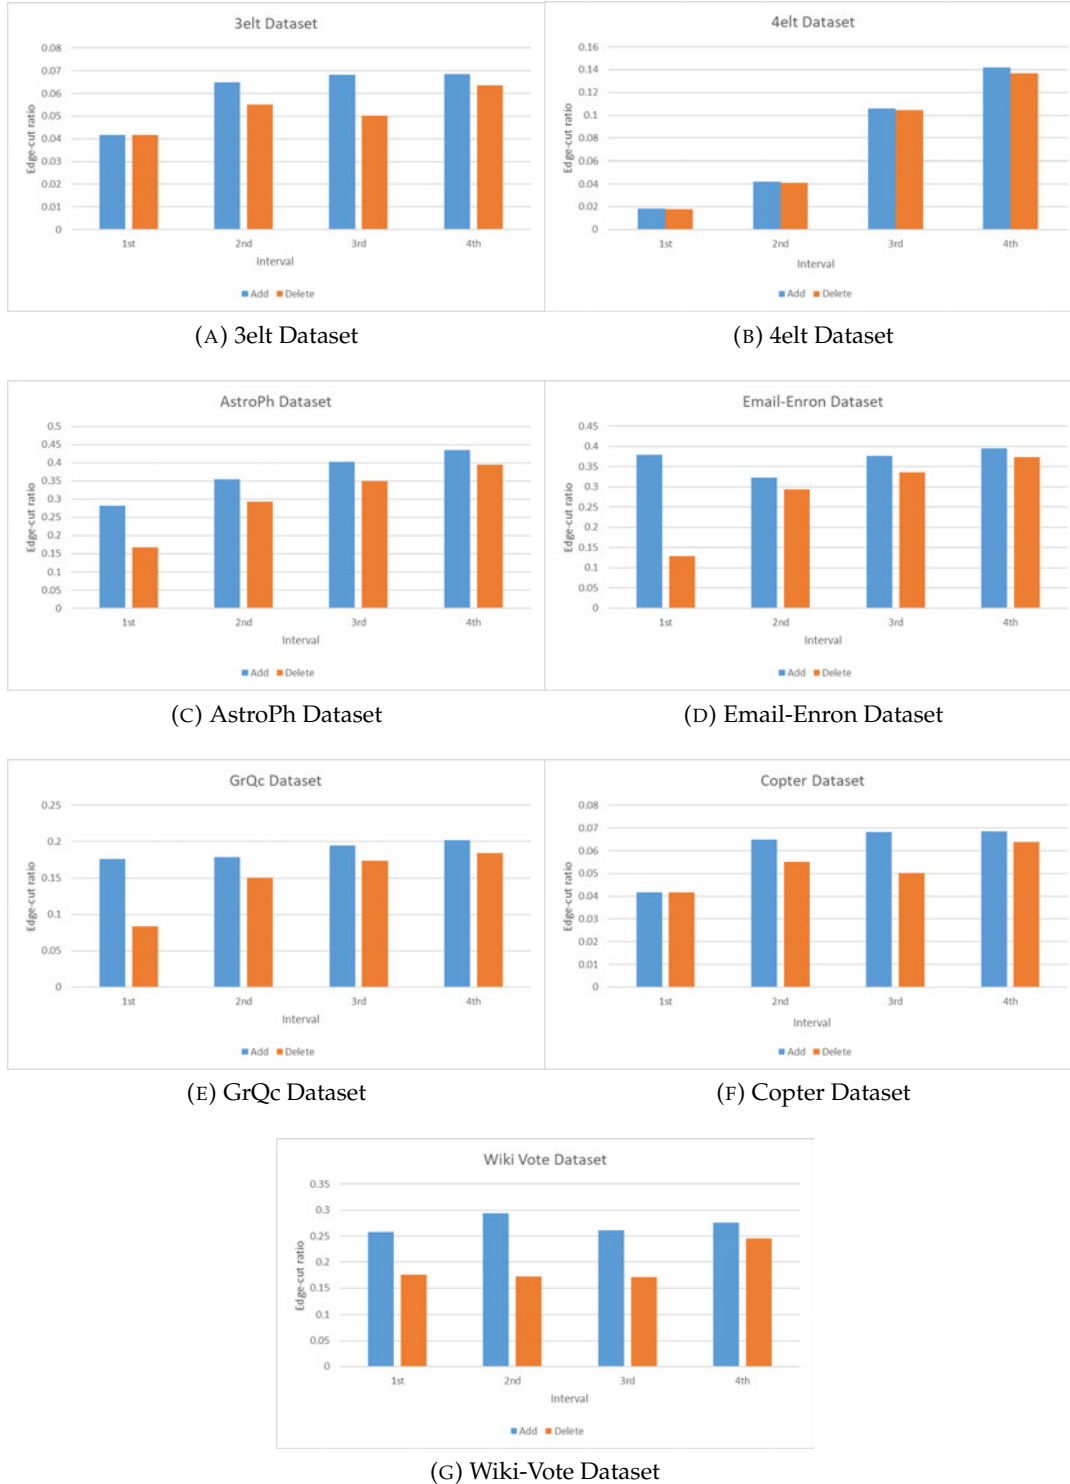 3elt Dataset
0.08
0.07
0.06
0.05
0.04
0.03
0.02
0.01
0
Edge-cut ratio
1st 2nd 3rd 4th
Interval
Add Delete
(A) 3elt Dataset
4elt Dataset
0.16
0.14
0.12
0.1
0.08
0.06
0.04
0.02
0
Edge-cut ratio
1st 2nd 3rd 4th
Interval
Add Delete
(B) 4elt Dataset
AstroPh Dataset
0.5
0.45
0.4
0.35
0.3
0.25
0.2
0.15
0.1
0.05
0
Edge-cut ratio
1st 2nd 3rd 4th
Interval
Add Delete
(C) AstroPh Dataset
Email-Enron Dataset
0.45
0.4
0.35
0.3
0.25
0.2
0.15
0.1
0.05
0
Edge-cut ratio
1st 2nd 3rd 4th
Interval
Add Delete
(D) Email-Enron Dataset
GrQc Dataset
0.25
0.2
0.15
0.1
0.05
0
Edge-cut ratio
1st 2nd 3rd 4th
Interval
Add Delete
(E) GrQc Dataset
Copter Dataset
0.08
0.07
0.06
0.05
0.04
0.03
0.02
0.01
0
Edge-cut ratio
1st 2nd 3rd 4th
Interval
Add Delete
(F) Copter Dataset
Wiki Vote Dataset
0.35
0.3
0.25
0.2
0.15
0.1
0.05
0
Edge-cut ratio
1st 2nd 3rd 4th
Interval
Add Delete
(G) Wiki-Vote Dataset